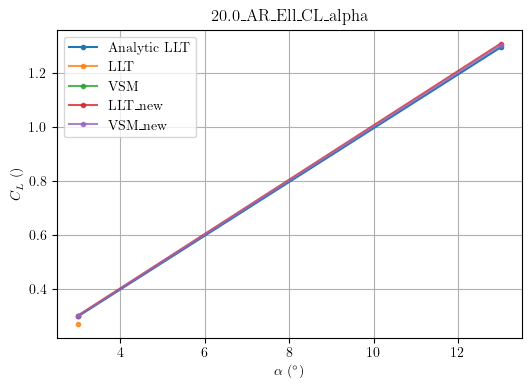 20.0_AR_Ell_CL_alpha
Analytic LLT
LLT
VSM
LLT_new
VSM_new
1.2
1.0
0.8
0.6
0.4
C_L ()
4
6
8
10
12
α (°)